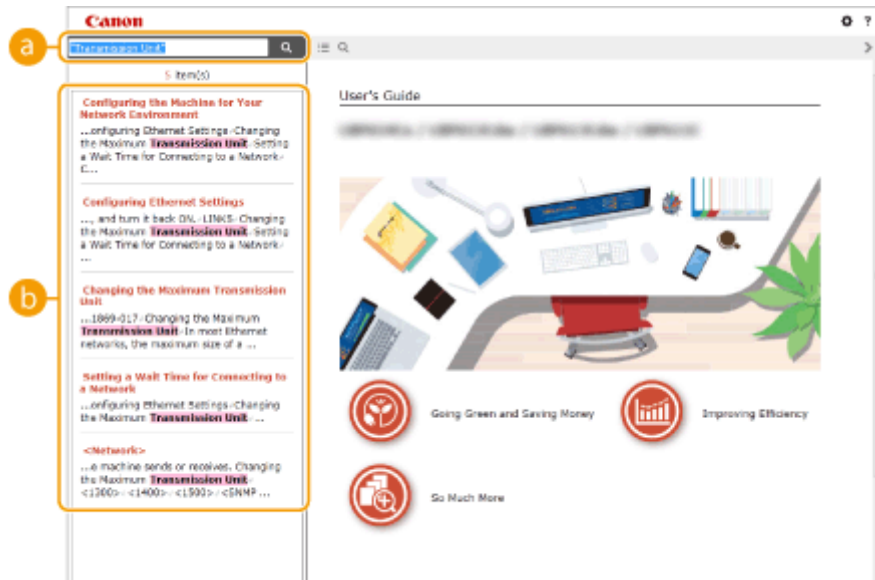 Canon
?
a
"Transmission Unit"
5 item(s)
b
Configuring the Machine for Your
Network Environment
...onfiguring Ethernet Settings Changing
the Maximum Transmission Unit Setting
a Wait Time for Connecting to a Network
C...
Configuring Ethernet Settings
..., and turn it back ON. LINKS Changing
the Maximum Transmission Unit Setting
a Wait Time for Connecting to a Network
...
Changing the Maximum Transmission
Unit
...1869-017 Changing the Maximum
Transmission Unit In most Ethernet
networks, the maximum size of a ...
Setting a Wait Time for Connecting to
a Network
...onfiguring Ethernet Settings Changing
the Maximum Transmission Unit ...
<Network>
...e machine sends or receives. Changing
the Maximum Transmission Unit
<1300> <1400> <1500> <SNMP ...
User's Guide
Going Green and Saving Money
Improving Efficiency
So Much More